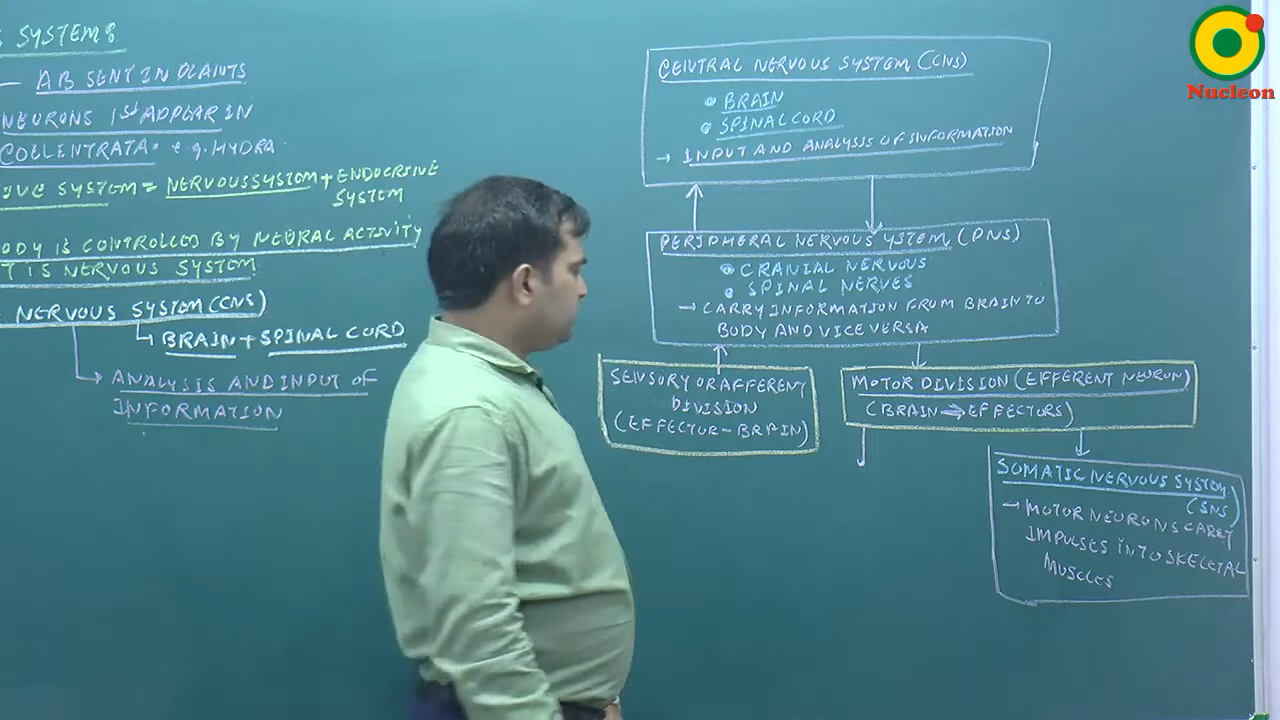 SYSTEM:
— ABSENT IN PLANTS
NEURONS 1st APPEAR IN
COELENTRATA. e.g. HYDRA
SYSTEM = NERVOUS SYSTEM + ENDOCRINE
SYSTEM
IS CONTROLLED BY NEURAL ACTIVITY
IS NERVOUS SYSTEM
NERVOUS SYSTEM (CNS)
BRAIN + SPINAL CORD
ANALYSIS AND INPUT OF
INFORMATION
CENTRAL NERVOUS SYSTEM (CNS)
BRAIN
SPINAL CORD
→ INPUT AND ANALYSIS OF INFORMATION
PERIPHERAL NERVOUS SYSTEM (PNS)
CRANIAL NERVOUS
SPINAL NERVES
→ CARRY INFORMATION FROM BRAIN TO
BODY AND VICE VERSA
SENSORY OR AFFERENT
DIVISION
(EFFECTOR - BRAIN)
MOTOR DIVISION (EFFERENT NEURON)
(BRAIN → EFFECTORS)
SOMATIC NERVOUS SYSTEM
(SNS)
→ MOTOR NEURONS CARRY
IMPULSES INTO SKELETAL
MUSCLES
Nucleon